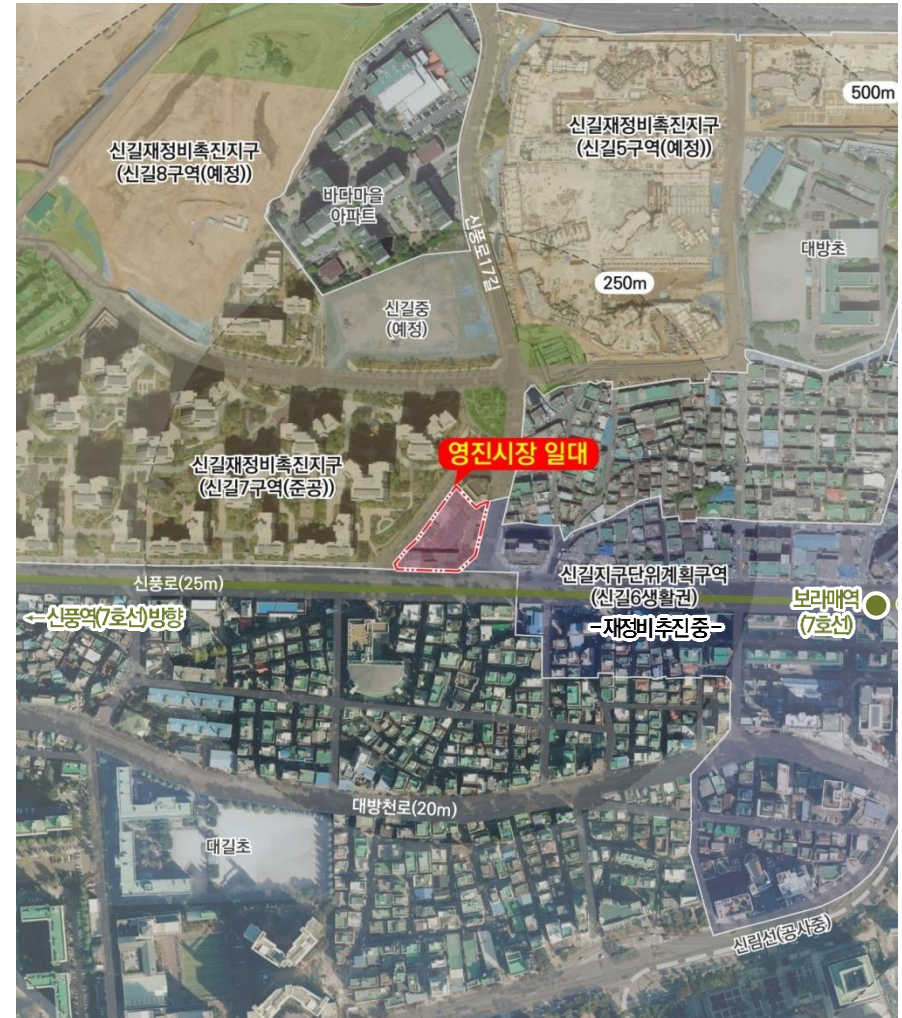 500m
신길재정비촉진지구
(신길8구역(예정))
신길재정비촉진지구
(신길5구역(예정))
바다마을
아파트
대방초
신풍로17길
250m
신길중
(예정)
영진시장 일대
신길재정비촉진지구
(신길7구역(준공))
신풍로(25m)
신길지구단위계획구역
(신길6생활권)
-재정비 추진 중-
←신풍역(7호선) 방향
보라매역
(7호선)
대방천로(20m)
대길초
신림선(공사중)